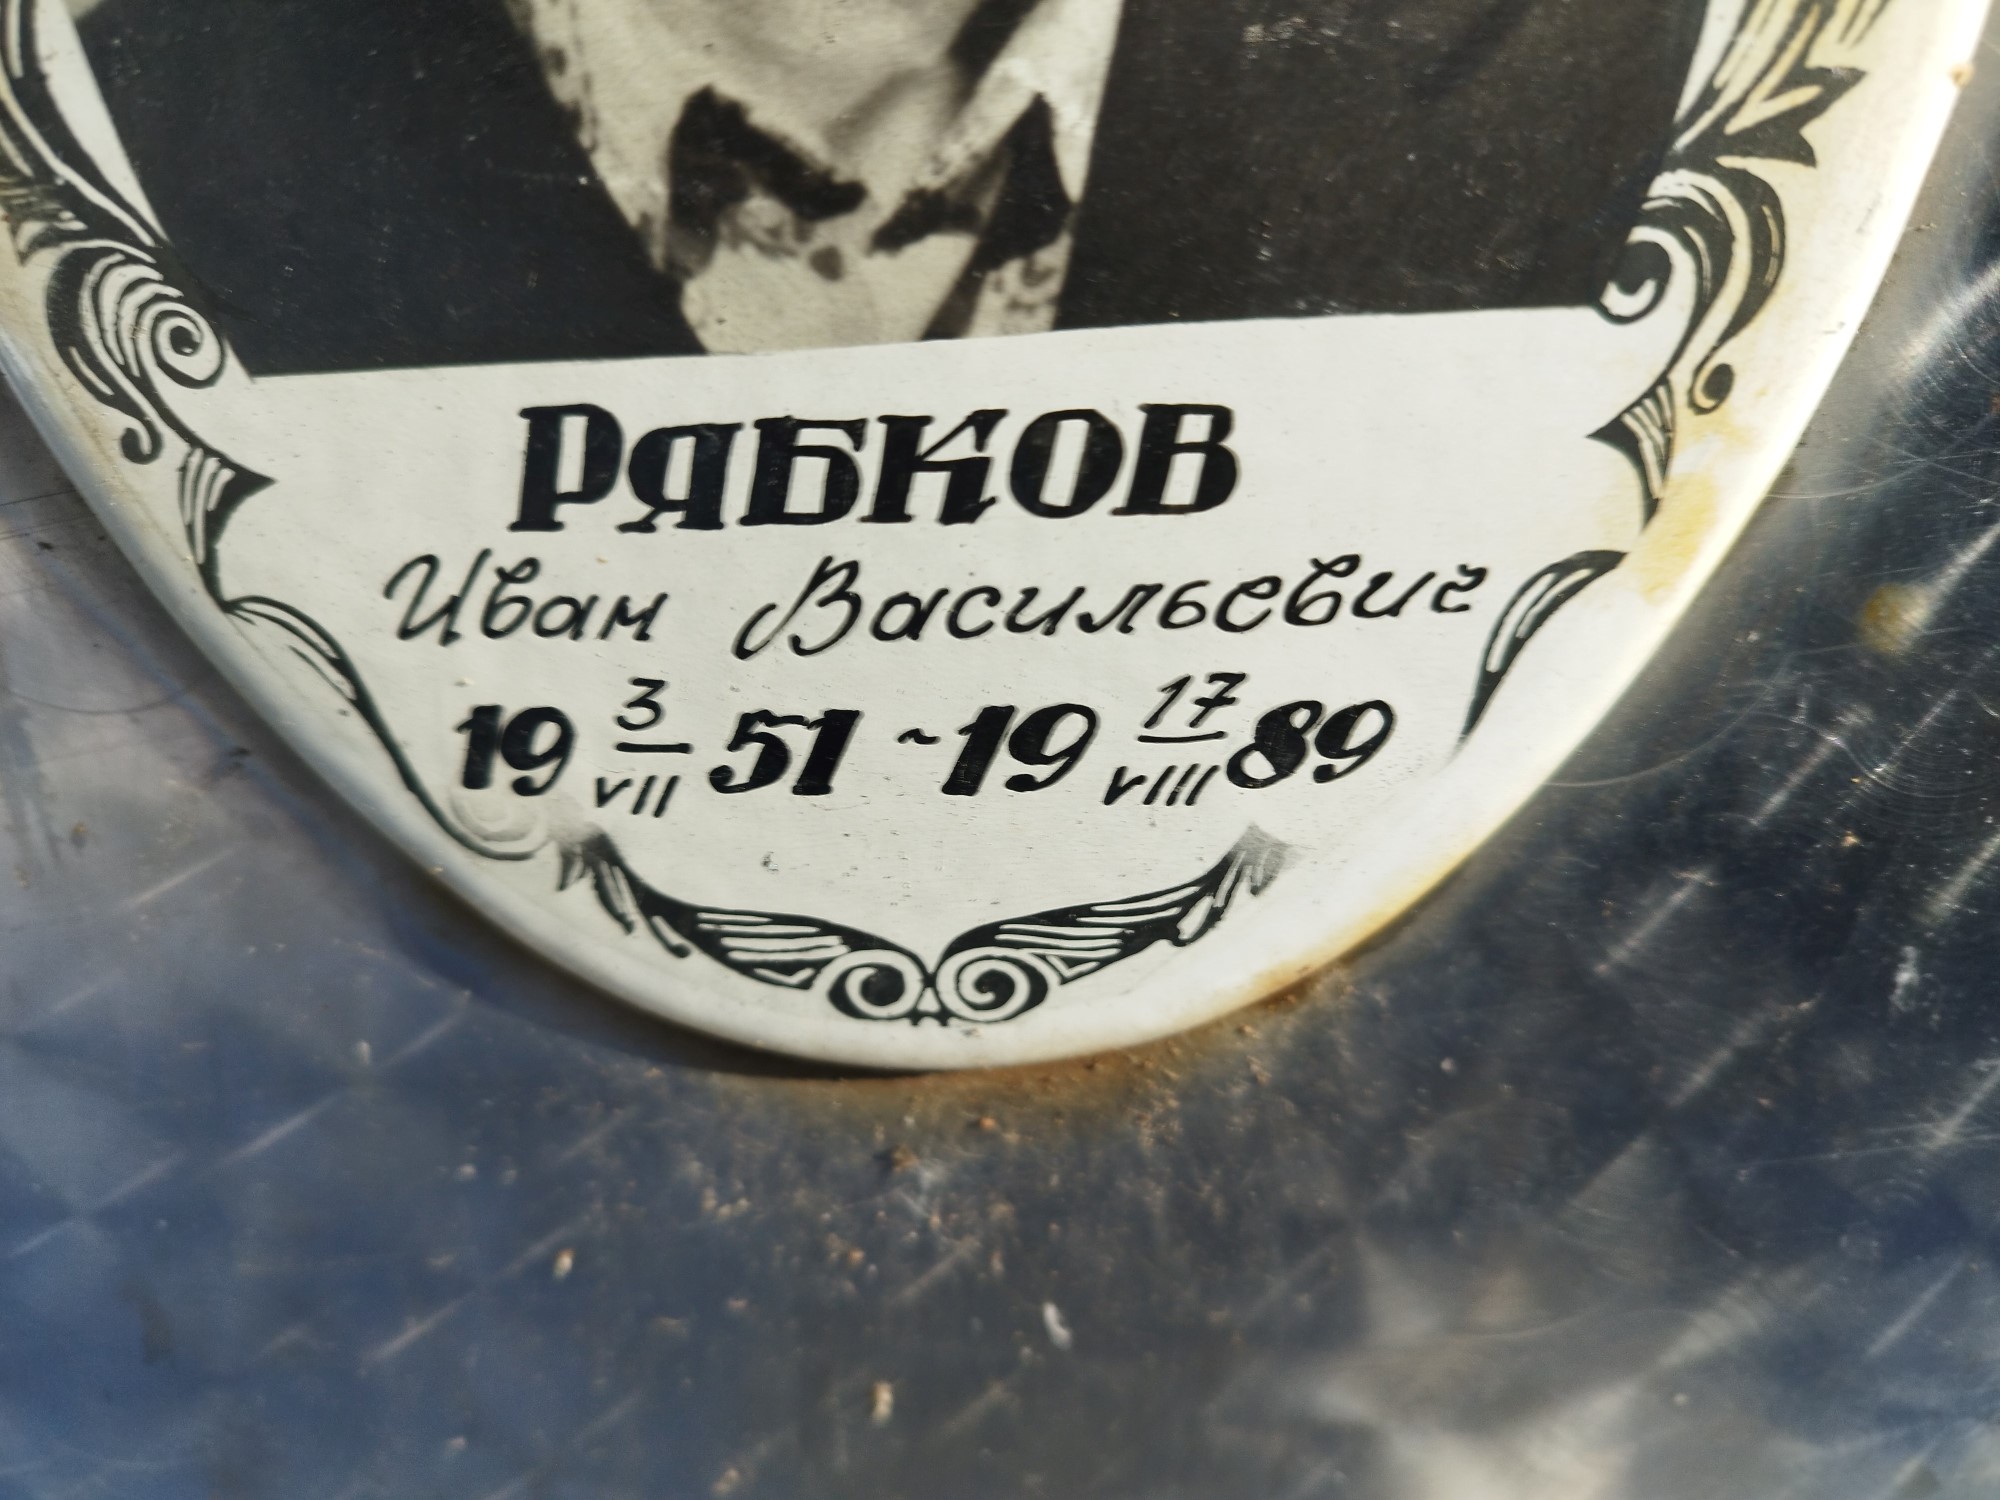 РЯБКОВ
Иван Васильевич
19 3/VII 51 ~ 19 17/VIII 89